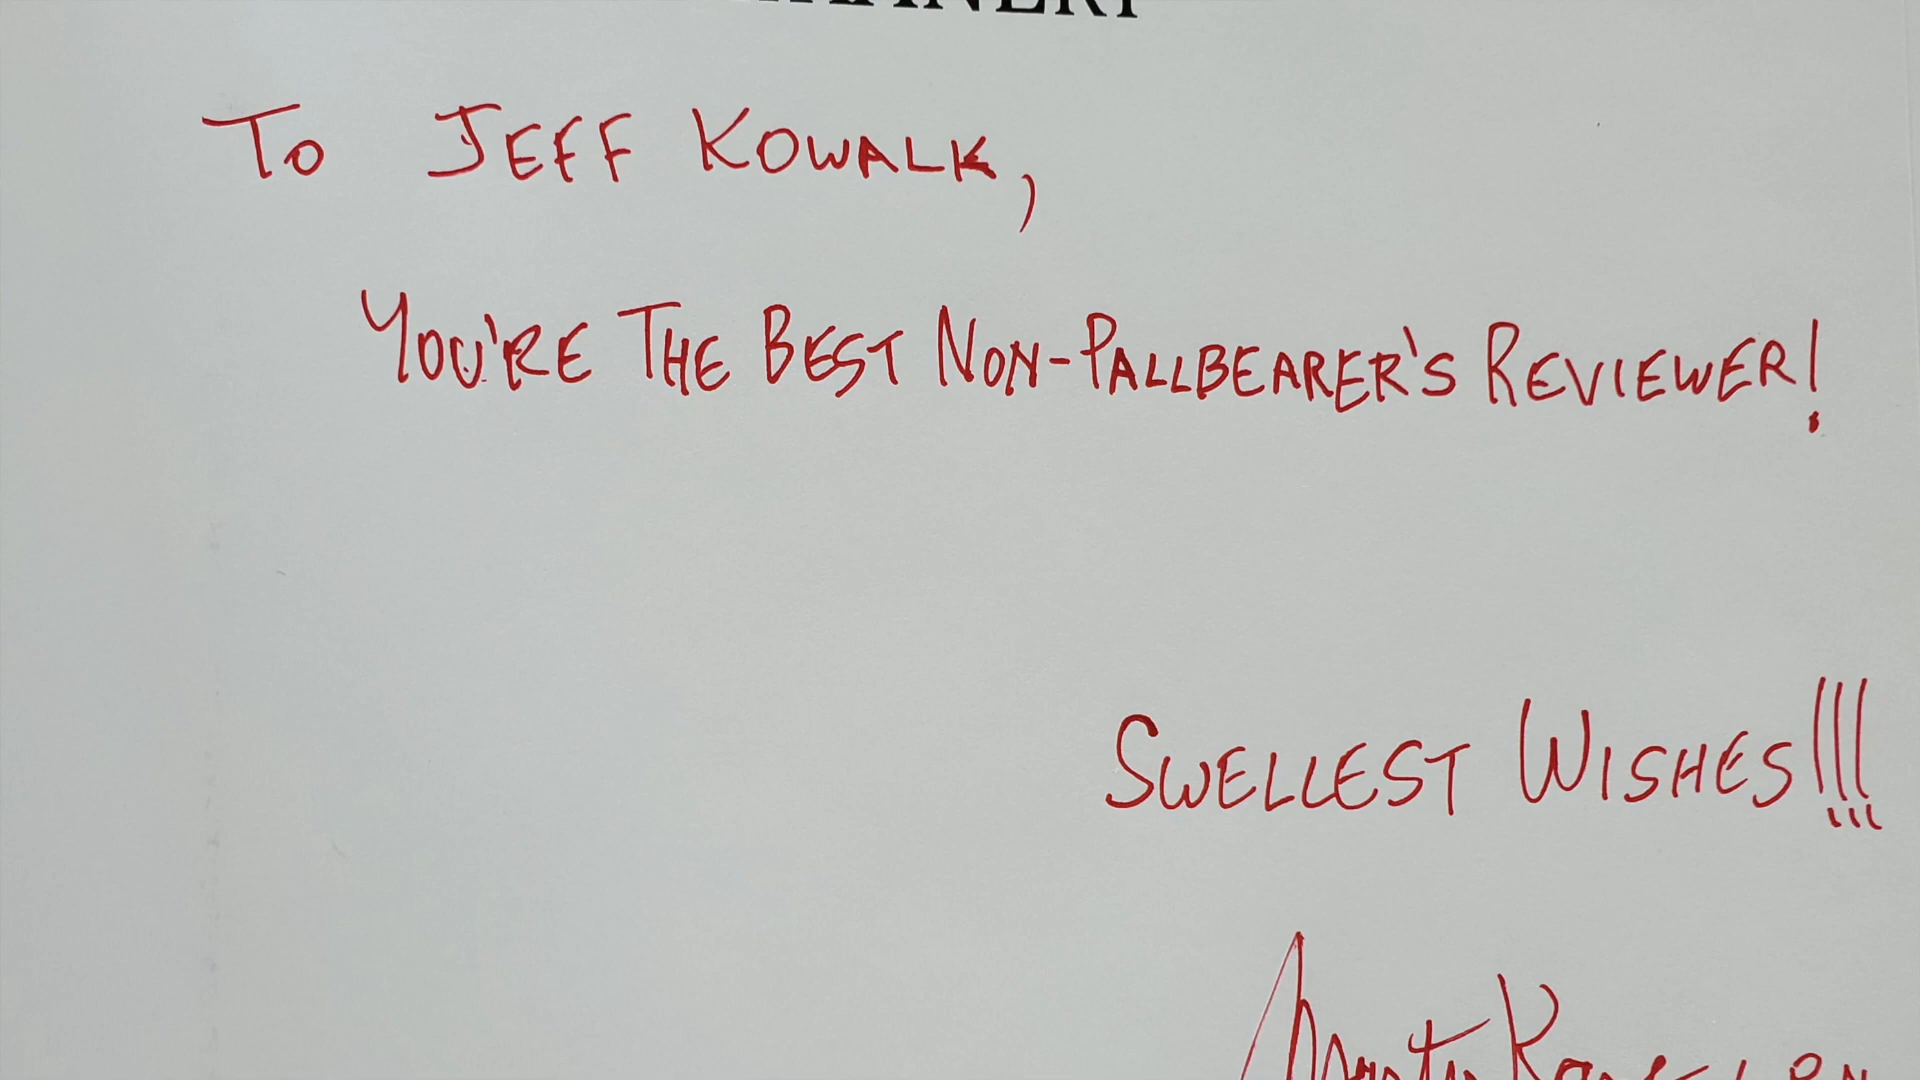 To JEFF KOWALK,
YOU'RE THE BEST NON-PALLBEARER'S REVIEWER!
SWELLEST WISHES!!!